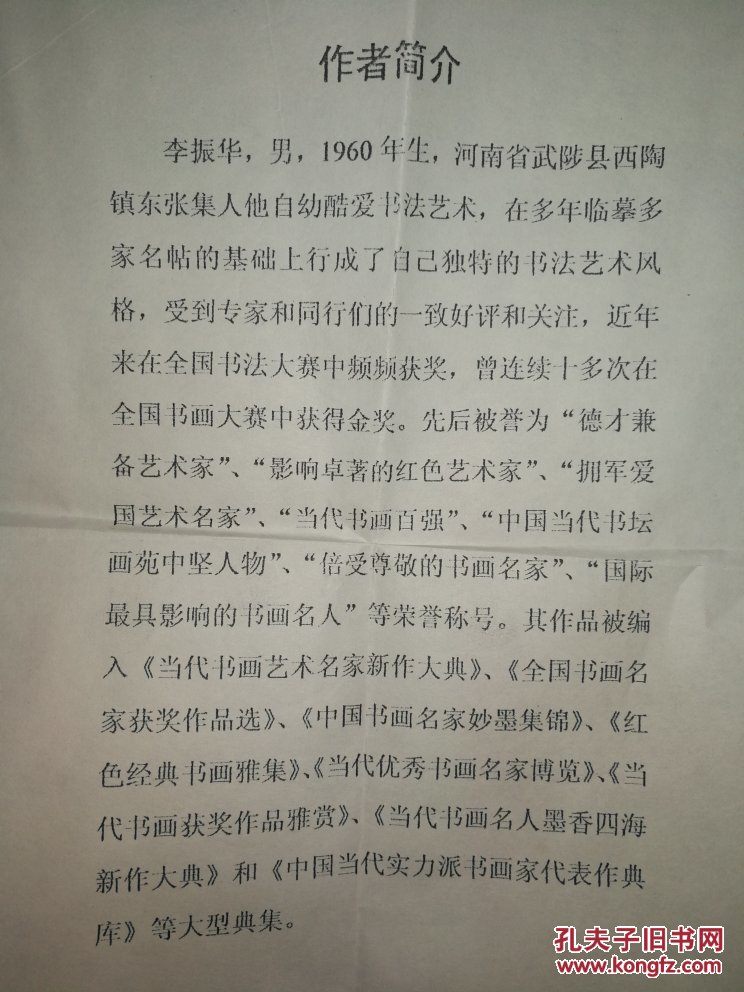 作者简介
李振华，男，1960年生，河南省武陟县西陶
镇东张集人他自幼酷爱书法艺术，在多年临摹多
家名帖的基础上行成了自己独特的书法艺术风
格，受到专家和同行们的一致好评和关注，近年
来在全国书法大赛中频频获奖，曾连续十多次在
全国书画大赛中获得金奖。先后被誉为“德才兼
备艺术家”、“影响卓著的红色艺术家”、“拥军爱
国艺术名家”、“当代书画百强”、“中国当代书坛
画苑中坚人物”、“倍受尊敬的书画名家”、“国际
最具影响的书画名人”等荣誉称号。其作品被编
入《当代书画艺术名家新作大典》、《全国书画名
家获奖作品选》、《中国书画名家妙墨集锦》、《红
色经典书画雅集》、《当代优秀书画名家博览》、《当
代书画获奖作品雅赏》、《当代书画名人墨香四海
新作大典》和《中国当代实力派书画家代表作典
库》等大型典集。
孔夫子旧书网
www.kongfz.com